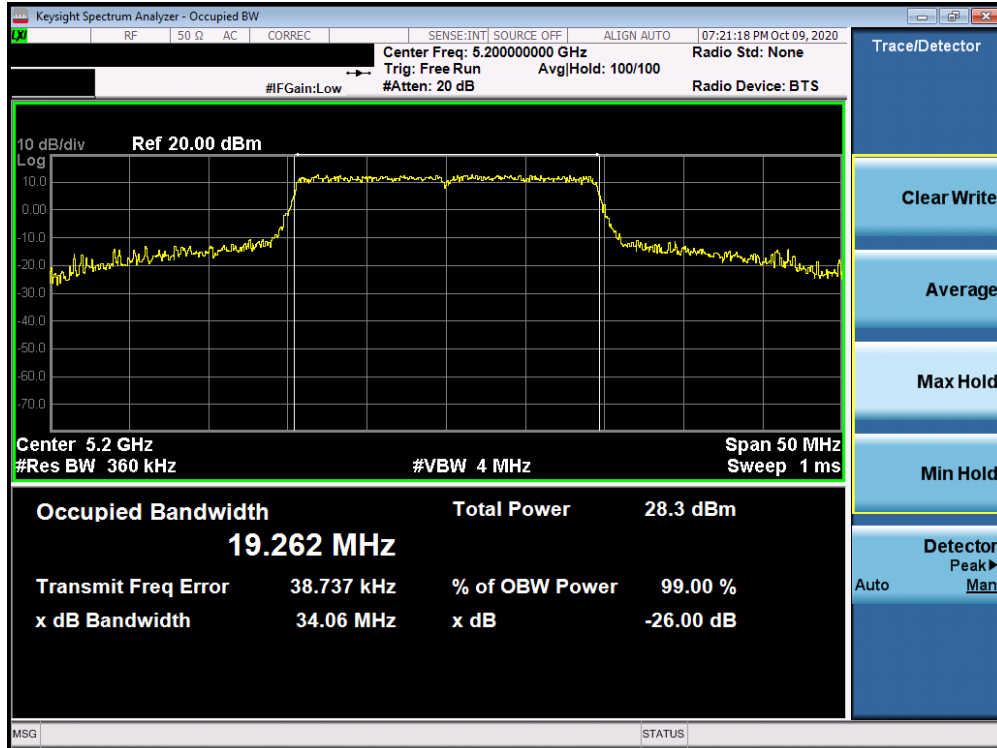 Keysight Spectrum Analyzer - Occupied BW
LXI RF 50 Ω AC CORREC SENSE:INT SOURCE OFF ALIGN AUTO 07:21:18 PM Oct 09, 2020
Center Freq: 5.200000000 GHz Radio Std: None
Trig: Free Run Avg|Hold: 100/100
#IFGain:Low #Atten: 20 dB Radio Device: BTS
Trace/Detector
10 dB/div Ref 20.00 dBm
Log
10.0
0.00
-10.0
-20.0
-30.0
-40.0
-50.0
-60.0
-70.0
Center 5.2 GHz Span 50 MHz
#Res BW 360 kHz #VBW 4 MHz Sweep 1 ms
Occupied Bandwidth Total Power 28.3 dBm
19.262 MHz
Transmit Freq Error 38.737 kHz % of OBW Power 99.00 %
x dB Bandwidth 34.06 MHz x dB -26.00 dB
Clear Write
Average
Max Hold
Min Hold
Detector
Peak▶
Auto Man
MSG STATUS